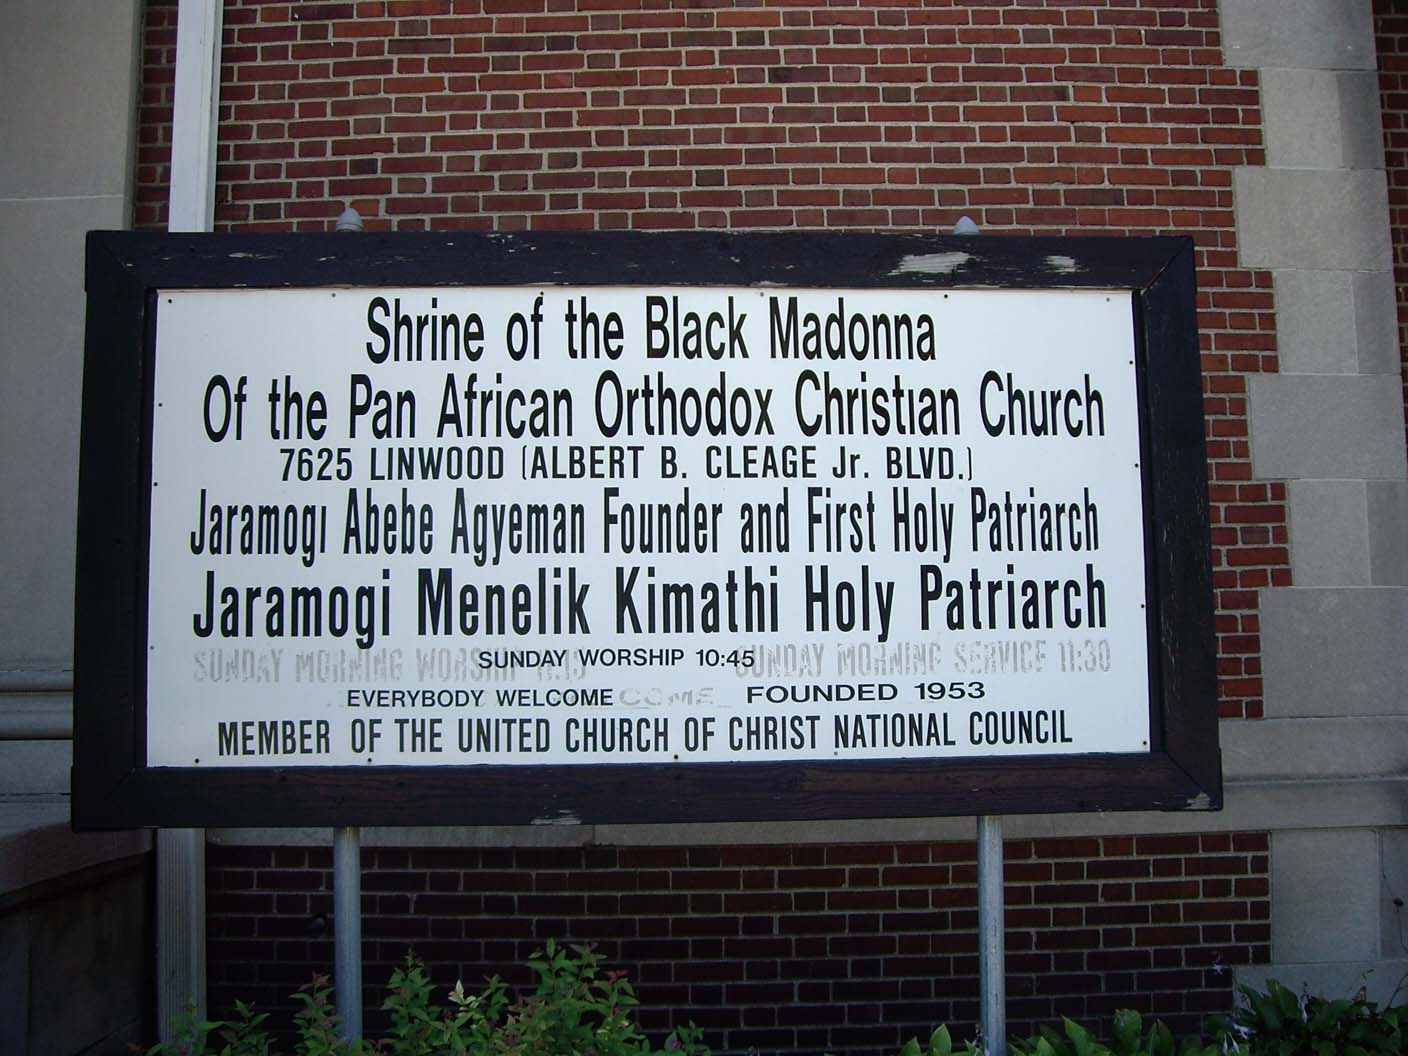 Shrine of the Black Madonna
Of the Pan African Orthodox Christian Church
7625 LINWOOD (ALBERT B. CLEAGE Jr. BLVD.)
Jaramogi Abebe Agyeman Founder and First Holy Patriarch
Jaramogi Menelik Kimathi Holy Patriarch
SUNDAY MORNING WORSHIP 11:15 SUNDAY WORSHIP 10:45 SUNDAY MORNING SERVICE 11:30
EVERYBODY WELCOME COME FOUNDED 1953
MEMBER OF THE UNITED CHURCH OF CHRIST NATIONAL COUNCIL